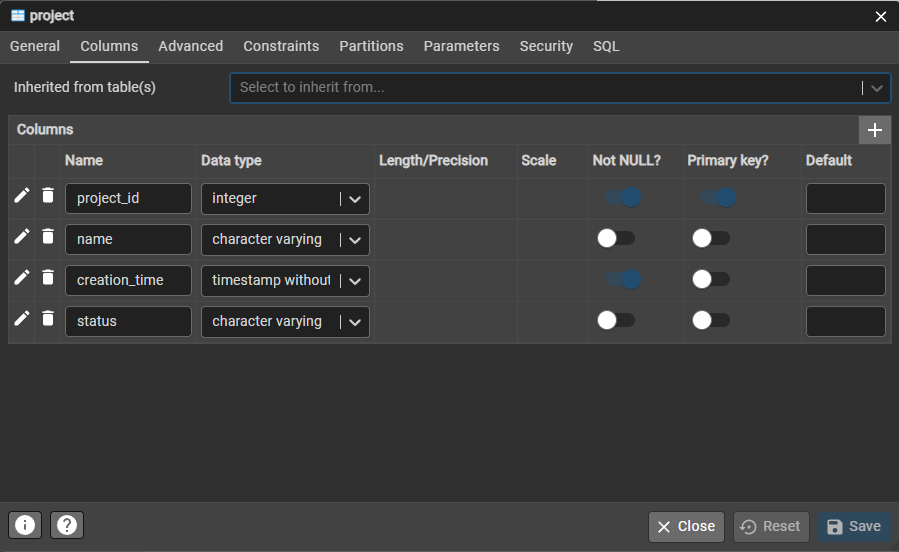 project
General Columns Advanced Constraints Partitions Parameters Security SQL
Inherited from table(s) Select to inherit from...
Columns
Name Data type Length/Precision Scale Not NULL? Primary key? Default
project_id integer
name character varying
creation_time timestamp without
status character varying
Close Reset Save